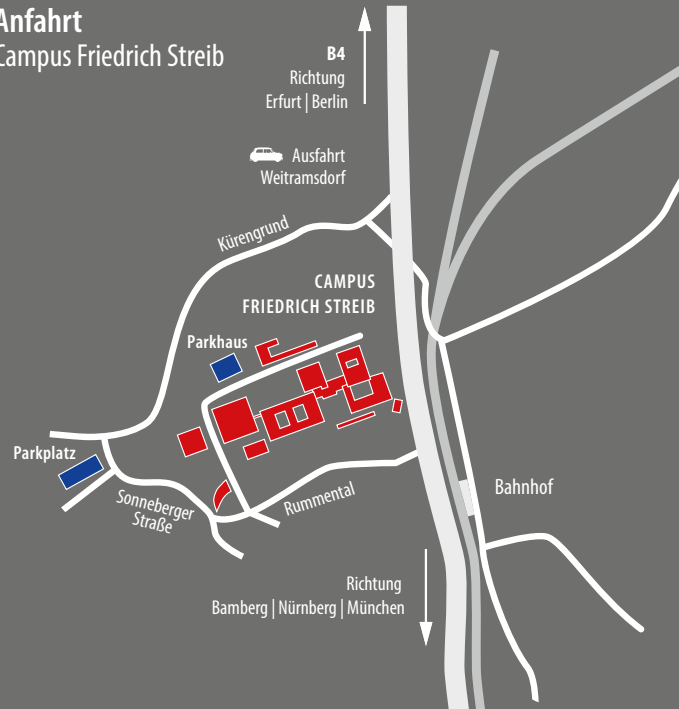 Anfahrt
Campus Friedrich Streib
B4
Richtung
Erfurt | Berlin
Ausfahrt
Weitramsdorf
Kürengrund
CAMPUS
FRIEDRICH STREIB
Parkhaus
Parkplatz
Sonneberger
Straße
Rummental
Bahnhof
Richtung
Bamberg | Nürnberg | München